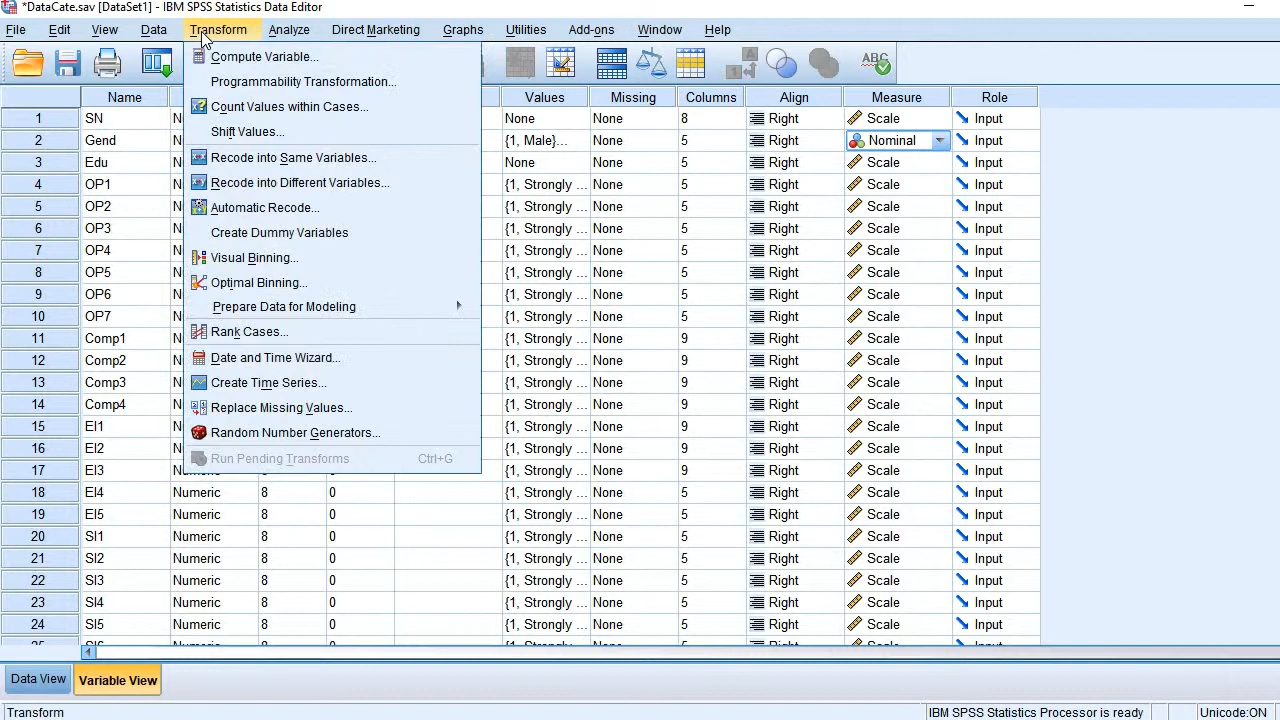 *DataCate.sav [DataSet1] - IBM SPSS Statistics Data Editor
File Edit View Data Transform Analyze Direct Marketing Graphs Utilities Add-ons Window Help
Compute Variable...
Programmability Transformation...
Count Values within Cases...
Shift Values...
Recode into Same Variables...
Recode into Different Variables...
Automatic Recode...
Create Dummy Variables
Visual Binning...
Optimal Binning...
Prepare Data for Modeling
Rank Cases...
Date and Time Wizard...
Create Time Series...
Replace Missing Values...
Random Number Generators...
Run Pending Transforms Ctrl+G
A
1 4
ABC
Name Values Missing Columns Align Measure Role
1 SN None None 8 Right Scale Input
2 Gend {1, Male}... None 5 Right Nominal Input
3 Edu None None 5 Right Scale Input
4 OP1 {1, Strongly ... None 5 Right Scale Input
5 OP2 {1, Strongly ... None 5 Right Scale Input
6 OP3 {1, Strongly ... None 5 Right Scale Input
7 OP4 {1, Strongly ... None 5 Right Scale Input
8 OP5 {1, Strongly ... None 5 Right Scale Input
9 OP6 {1, Strongly ... None 5 Right Scale Input
10 OP7 {1, Strongly ... None 5 Right Scale Input
11 Comp1 {1, Strongly ... None 9 Right Scale Input
12 Comp2 {1, Strongly ... None 9 Right Scale Input
13 Comp3 {1, Strongly ... None 9 Right Scale Input
14 Comp4 {1, Strongly ... None 9 Right Scale Input
15 EI1 {1, Strongly ... None 9 Right Scale Input
16 EI2 {1, Strongly ... None 9 Right Scale Input
17 EI3 {1, Strongly ... None 9 Right Scale Input
18 EI4 Numeric 8 0 {1, Strongly ... None 5 Right Scale Input
19 EI5 Numeric 8 0 {1, Strongly ... None 5 Right Scale Input
20 SI1 Numeric 8 0 {1, Strongly ... None 5 Right Scale Input
21 SI2 Numeric 8 0 {1, Strongly ... None 5 Right Scale Input
22 SI3 Numeric 8 0 {1, Strongly ... None 5 Right Scale Input
23 SI4 Numeric 8 0 {1, Strongly ... None 5 Right Scale Input
24 SI5 Numeric 8 0 {1, Strongly ... None 5 Right Scale Input
Data View Variable View
Transform IBM SPSS Statistics Processor is ready Unicode:ON